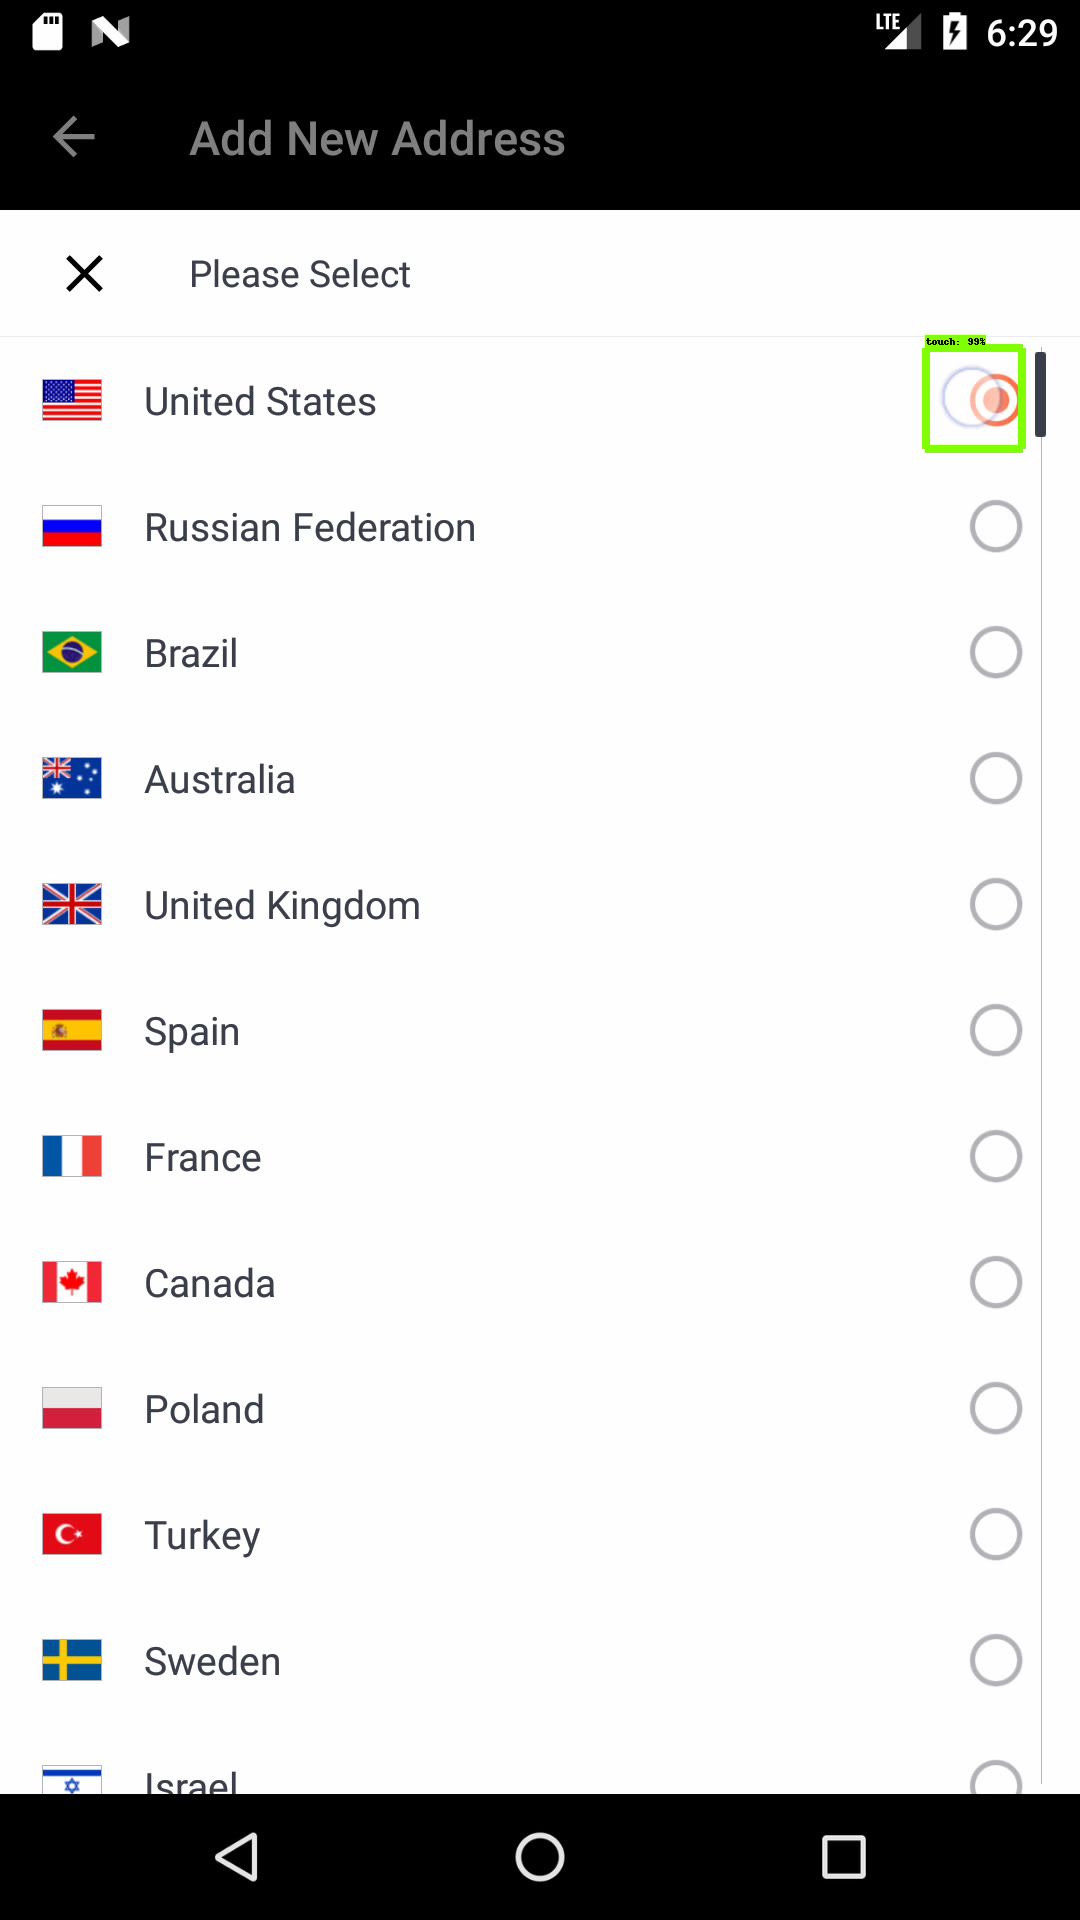 LTE 6:29
Add New Address
Please Select
touch: 99%
United States
Russian Federation
Brazil
Australia
United Kingdom
Spain
France
Canada
Poland
Turkey
Sweden
Israel